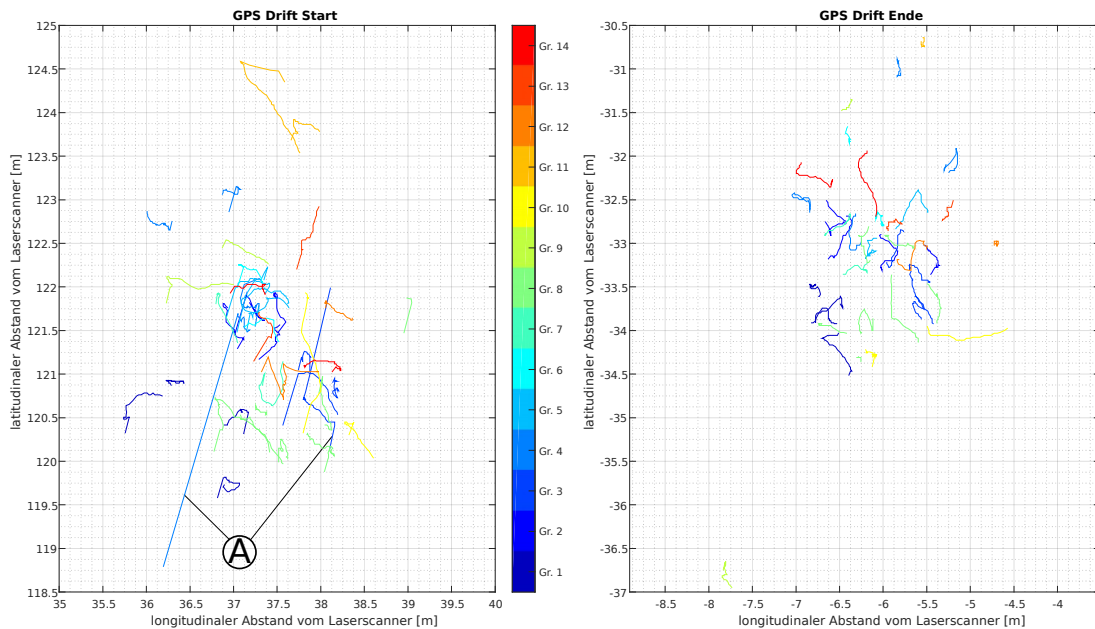 GPS Drift Start
125
124.5
124
123.5
123
122.5
122
121.5
121
120.5
120
119.5
119
118.5
latitudinaler Abstand vom Laserscanner [m]
35
35.5
36
36.5
37
37.5
38
38.5
39
39.5
40
longitudinaler Abstand vom Laserscanner [m]
A
Gr. 14
Gr. 13
Gr. 12
Gr. 11
Gr. 10
Gr. 9
Gr. 8
Gr. 7
Gr. 6
Gr. 5
Gr. 4
Gr. 3
Gr. 2
Gr. 1
GPS Drift Ende
-30.5
-31
-31.5
-32
-32.5
-33
-33.5
-34
-34.5
-35
-35.5
-36
-36.5
-37
latitudinaler Abstand vom Laserscanner [m]
-8.5
-8
-7.5
-7
-6.5
-6
-5.5
-5
-4.5
-4
-3.5
longitudinaler Abstand vom Laserscanner [m]